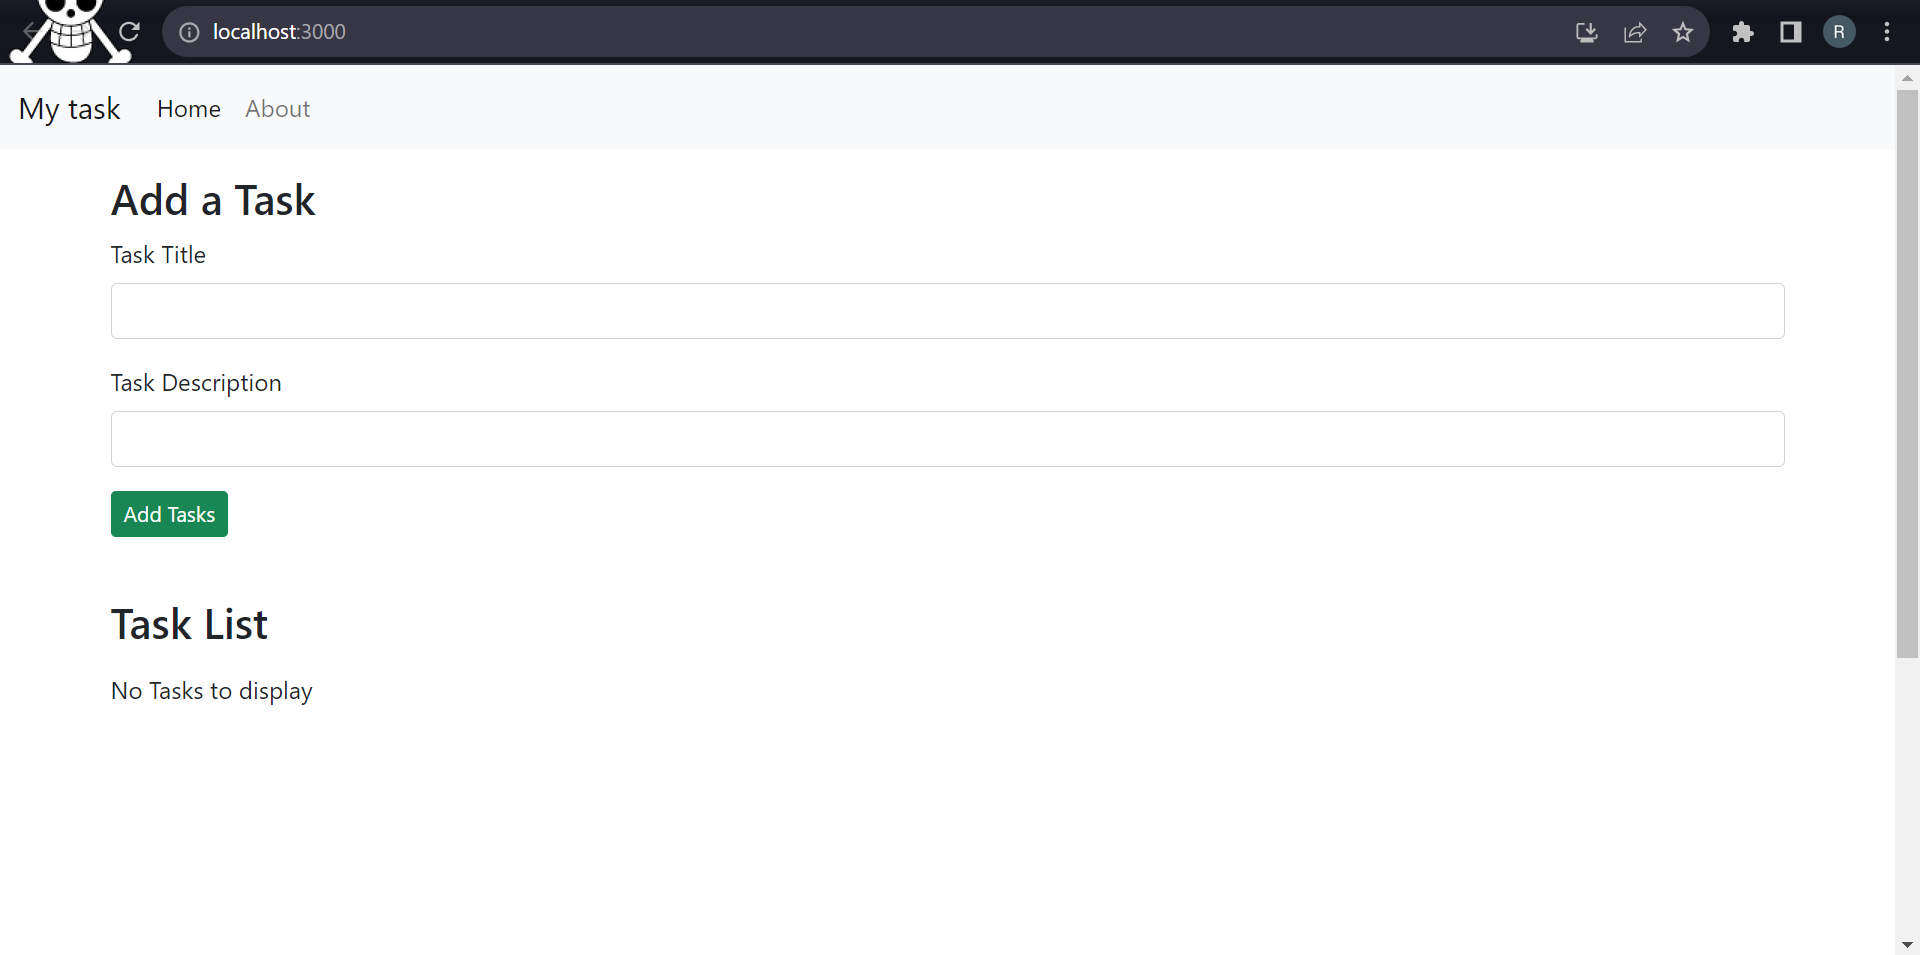 localhost:3000
R
My task Home About
Add a Task
Task Title
Task Description
Add Tasks
Task List
No Tasks to display